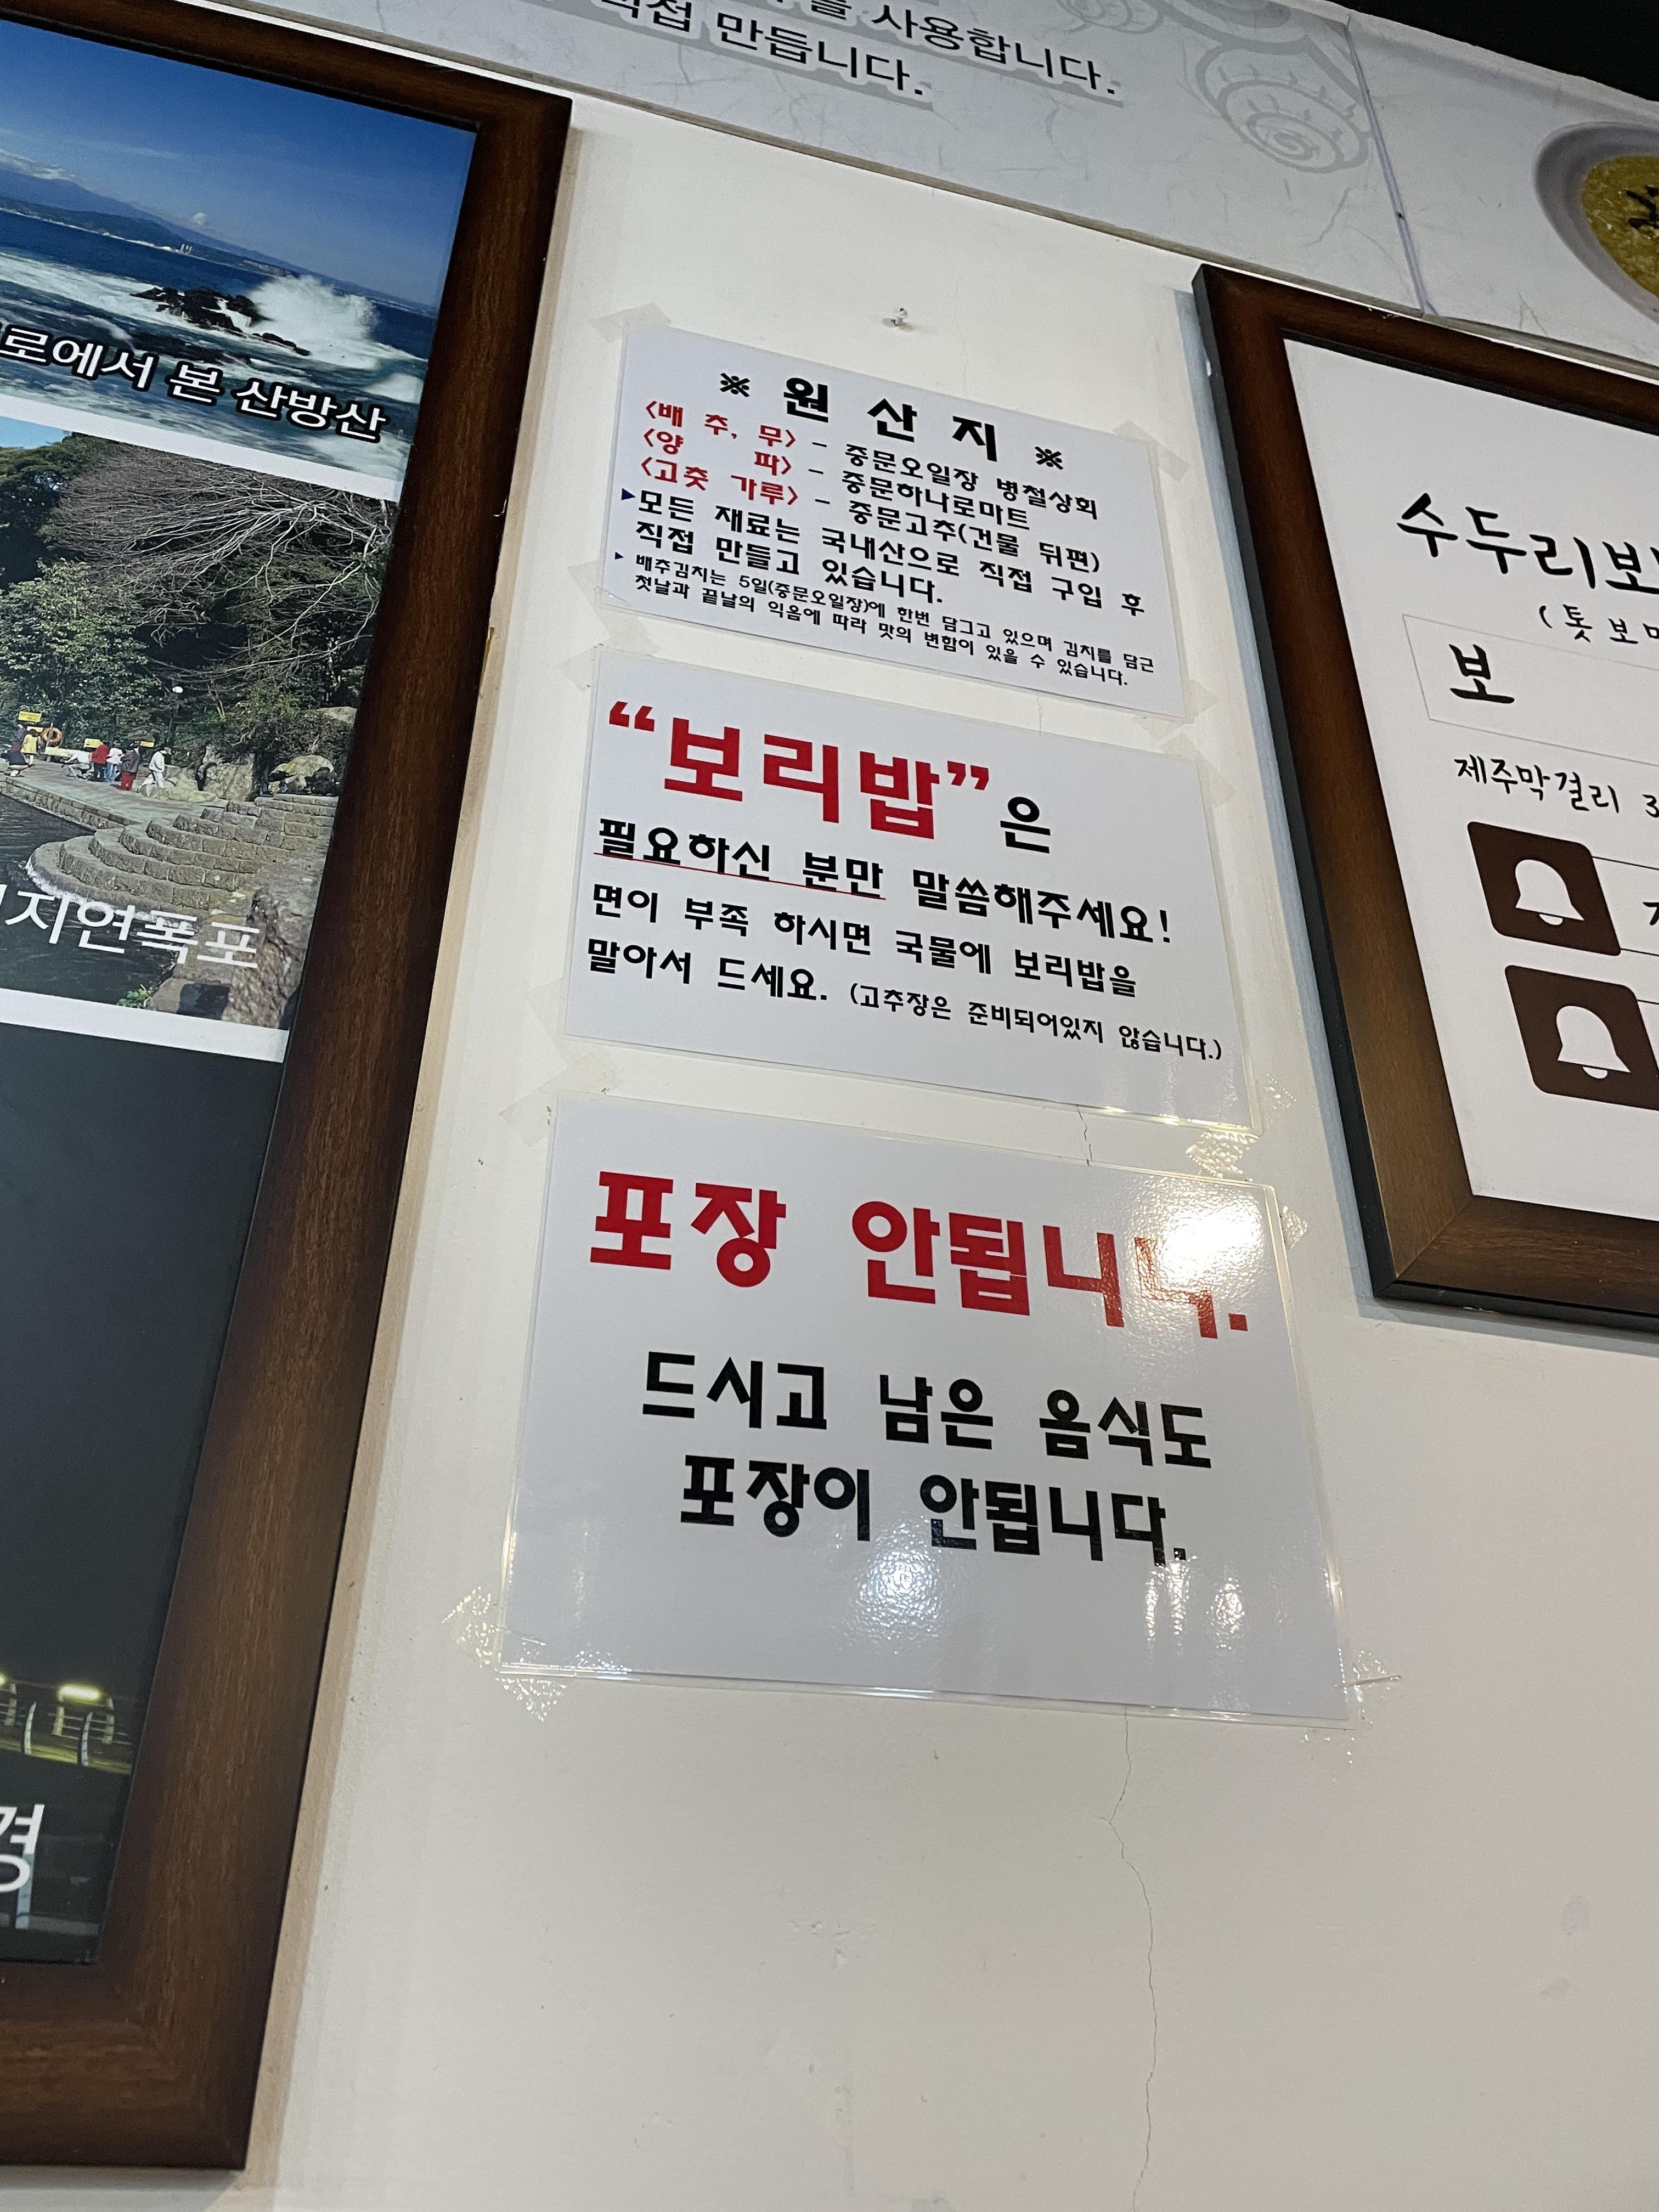 사용합니다.
만듭니다.
로에서 본 산방산
지연폭포
경
※ 원 산 지 ※
<배 추, 무> - 중문오일장 병철상회
<양 파> - 중문하나로마트
<고춧 가루> - 중문고추(건물 뒤편)
▶모든 재료는 국내산으로 직접 구입 후
직접 만들고 있습니다.
▶ 배추김치는 5일(중문오일장)에 한번 담그고 있으며 김치를 담근
첫날과 끝날의 익음에 따라 맛의 변함이 있을 수 있습니다.
“보리밥”은
필요하신 분만 말씀해주세요!
면이 부족 하시면 국물에 보리밥을
말아서 드세요. (고추장은 준비되어있지 않습니다.)
포장 안됩니다.
드시고 남은 음식도
포장이 안됩니다.
수두리보
(톳보
보
제주막걸리 3